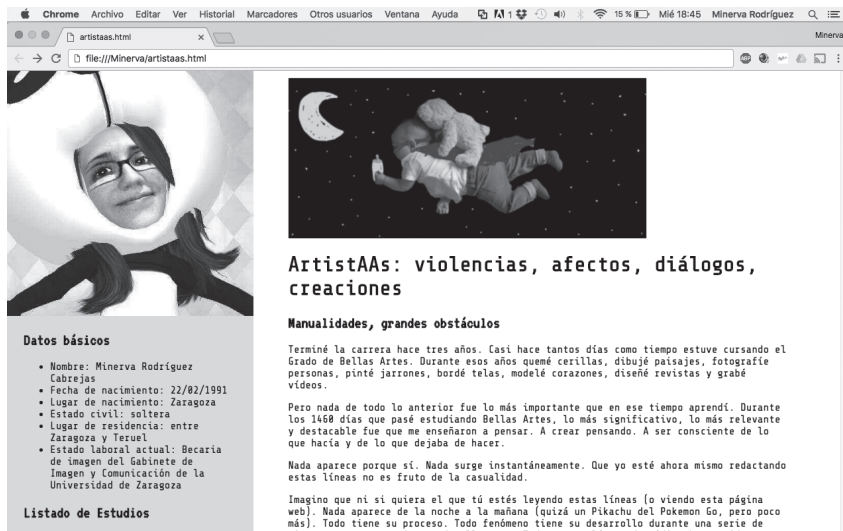 Chrome Archivo Editar Ver Historial Marcadores Otros usuarios Ventana Ayuda 1 15 % Mié 18:45 Minerva Rodríguez
artistaas.html
Minerva
file:///Minerva/artistaas.html
ABP
ArtistAAs: violencias, afectos, diálogos,
creaciones
Manualidades, grandes obstáculos
Terminé la carrera hace tres años. Casi hace tantos días como tiempo estuve cursando el
Grado de Bellas Artes. Durante esos años quemé cerillas, dibujé paisajes, fotografíe
personas, pinté jarrones, bordé telas, modelé corazones, diseñé revistas y grabé
vídeos.
Pero nada de todo lo anterior fue lo más importante que en ese tiempo aprendí. Durante
los 1460 días que pasé estudiando Bellas Artes, lo más significativo, lo más relevante
y destacable fue que me enseñaron a pensar. A crear pensando. A ser consciente de lo
que hacía y de lo que dejaba de hacer.
Nada aparece porque sí. Nada surge instantáneamente. Que yo esté ahora mismo redactando
estas líneas no es fruto de la casualidad.
Imagino que ni si quiera el que tú estés leyendo estas líneas (o viendo esta página
web). Nada aparece de la noche a la mañana (quizá un Pikachu del Pokemon Go, pero poco
más). Todo tiene su proceso. Todo fenómeno tiene su desarrollo durante una serie de
Datos básicos
• Nombre: Minerva Rodríguez
Cabrejas
• Fecha de nacimiento: 22/02/1991
• Lugar de nacimiento: Zaragoza
• Estado civil: soltera
• Lugar de residencia: entre
Zaragoza y Teruel
• Estado laboral actual: Becaria
de imagen del Gabinete de
Imagen y Comunicación de la
Universidad de Zaragoza
Listado de Estudios